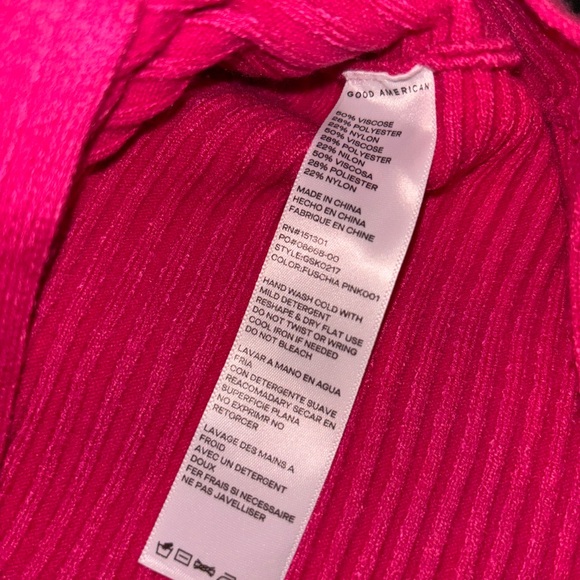 GOOD AMERICAN
50% VISCOSE
28% POLYESTER
22% NYLON
50% VISCOSE
28% POLYESTER
22% NILON
50% VISCOSA
28% POLIESTER
22% NYLON
MADE IN CHINA
HECHO EN CHINA
FABRIQUE EN CHINE
RN#151301
PO#08668-00
STYLE:GSK0217
COLOR:FUSCHIA PINK001
HAND WASH COLD WITH
MILD DETERGENT
RESHAPE & DRY FLAT USE
DO NOT TWIST OR WRING
COOL IRON IF NEEDED
DO NOT BLEACH
LAVAR A MANO EN AGUA
FRIA
CON DETERGENTE SUAVE
REACOMADARY SECAR EN
SUPERFICIE PLANA
NO EXPRIMR NO
RETORCER
LAVAGE DES MAINS A
FROID
AVEC UN DETERGENT
DOUX
FER FRAIS SI NECESSAIRE
NE PAS JAVELLISER